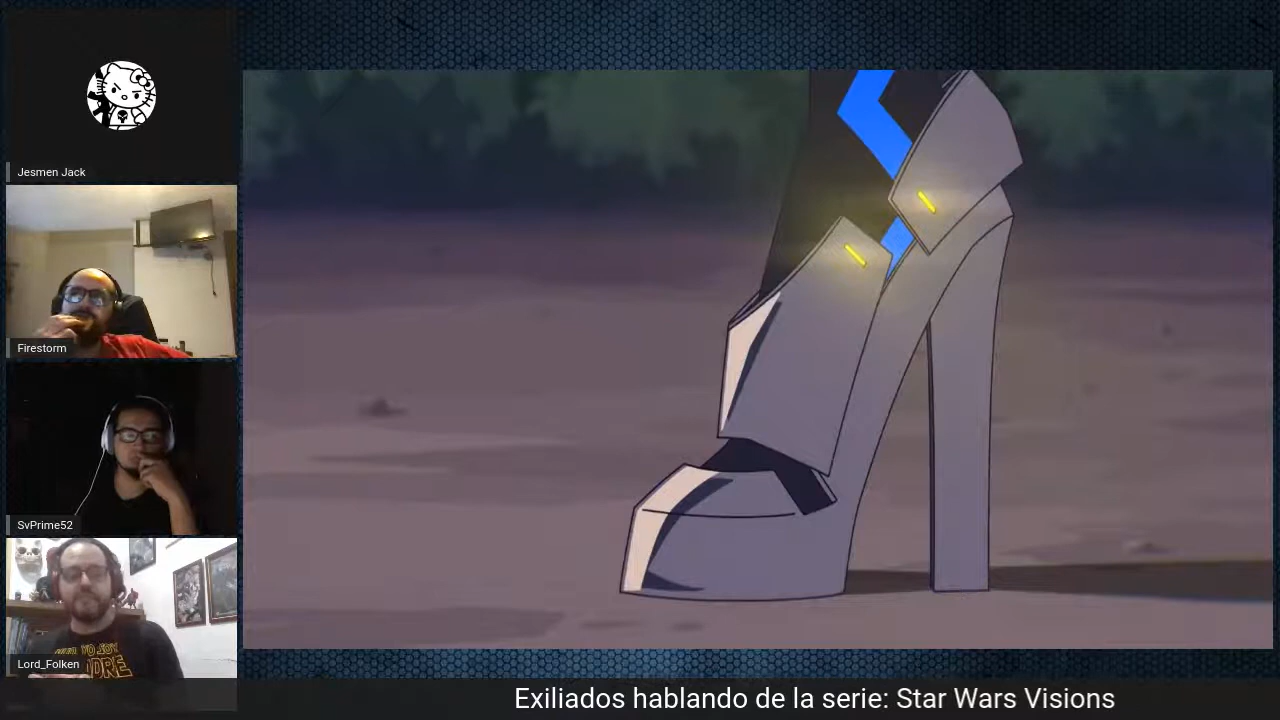 Jesmen Jack
Firestorm
SvPrime52
Lord_Folken
Exiliados hablando de la serie: Star Wars Visions